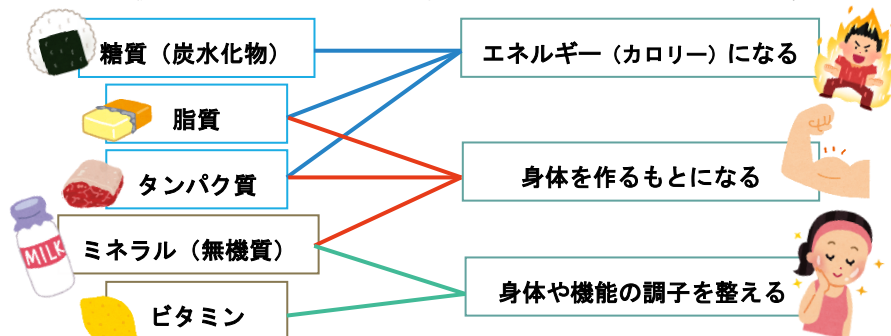 糖質（炭水化物）
エネルギー（カロリー）になる
脂質
身体を作るもとになる
タンパク質
MILK
ミネラル（無機質）
身体や機能の調子を整える
ビタミン